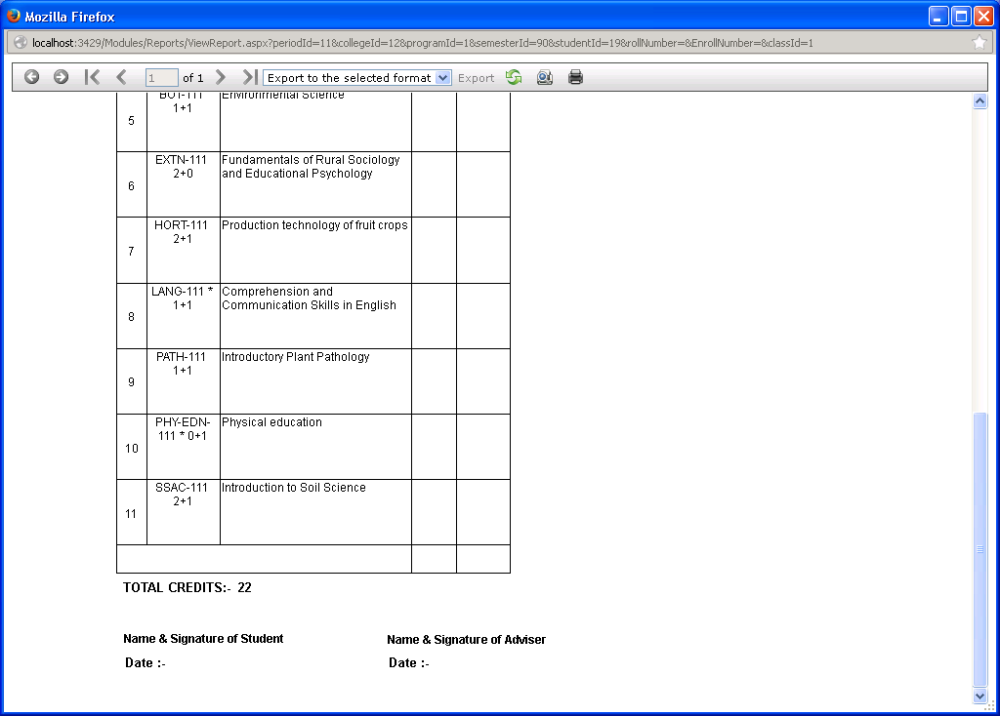 Mozilla Firefox
localhost:3429/Modules/Reports/ViewReport.aspx?periodId=11&collegeId=12&programId=1&semesterId=90&studentId=19&rollNumber=&EnrollNumber=&classId=1
1 of 1 Export to the selected format Export
BOT-111 Environmental Science
1+1
5
EXTN-111 Fundamentals of Rural Sociology
2+0 and Educational Psychology
6
HORT-111 Production technology of fruit crops
2+1
7
LANG-111 * Comprehension and
1+1 Communication Skills in English
8
PATH-111 Introductory Plant Pathology
1+1
9
PHY-EDN- Physical education
111 * 0+1
10
SSAC-111 Introduction to Soil Science
2+1
11
TOTAL CREDITS:- 22
Name & Signature of Student Name & Signature of Adviser
Date :- Date :-